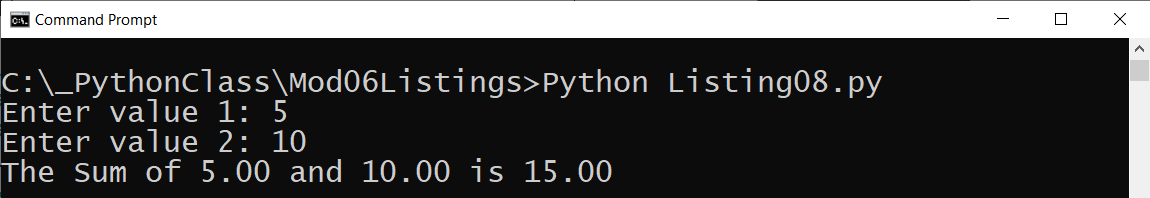 Command Prompt
C:\_PythonClass\Mod06Listings>Python Listing08.py
Enter value 1: 5
Enter value 2: 10
The Sum of 5.00 and 10.00 is 15.00